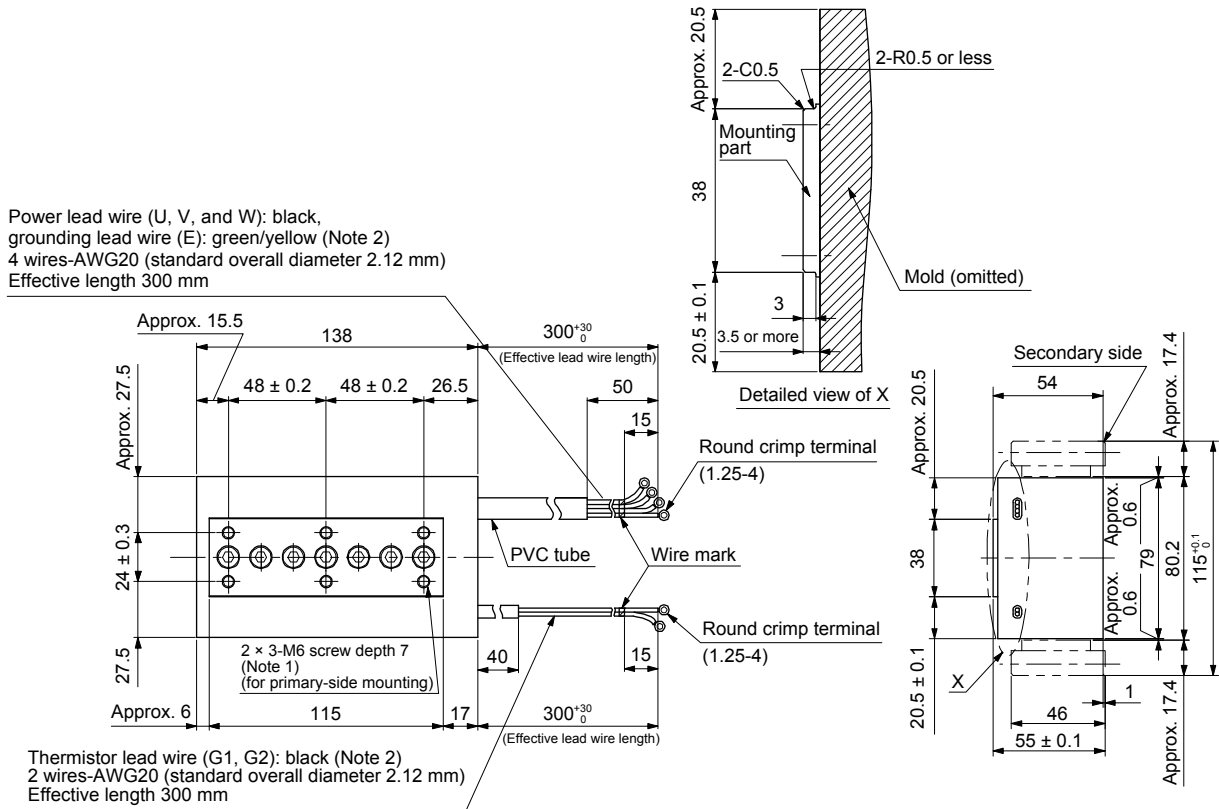 Approx. 20.5
2-C0.5
2-R0.5 or less
Mounting
part
38
Mold (omitted)
20.5 ± 0.1
3
3.5 or more
Detailed view of X
Power lead wire (U, V, and W): black,
grounding lead wire (E): green/yellow (Note 2)
4 wires-AWG20 (standard overall diameter 2.12 mm)
Effective length 300 mm
Approx. 15.5
138
300 +30 0
(Effective lead wire length)
Approx. 27.5
48 ± 0.2
48 ± 0.2
26.5
50
15
Round crimp terminal
(1.25-4)
24 ± 0.3
PVC tube
Wire mark
27.5
2 × 3-M6 screw depth 7
(Note 1)
(for primary-side mounting)
40
15
Round crimp terminal
(1.25-4)
Approx. 6
115
17
300 +30 0
(Effective lead wire length)
Thermistor lead wire (G1, G2): black (Note 2)
2 wires-AWG20 (standard overall diameter 2.12 mm)
Effective length 300 mm
Secondary side
54
Approx. 17.4
Approx. 20.5
38
20.5 ± 0.1
Approx.
0.6
Approx.
0.6
79
80.2
115 +0.1 0
X
1
46
55 ± 0.1
Approx. 17.4